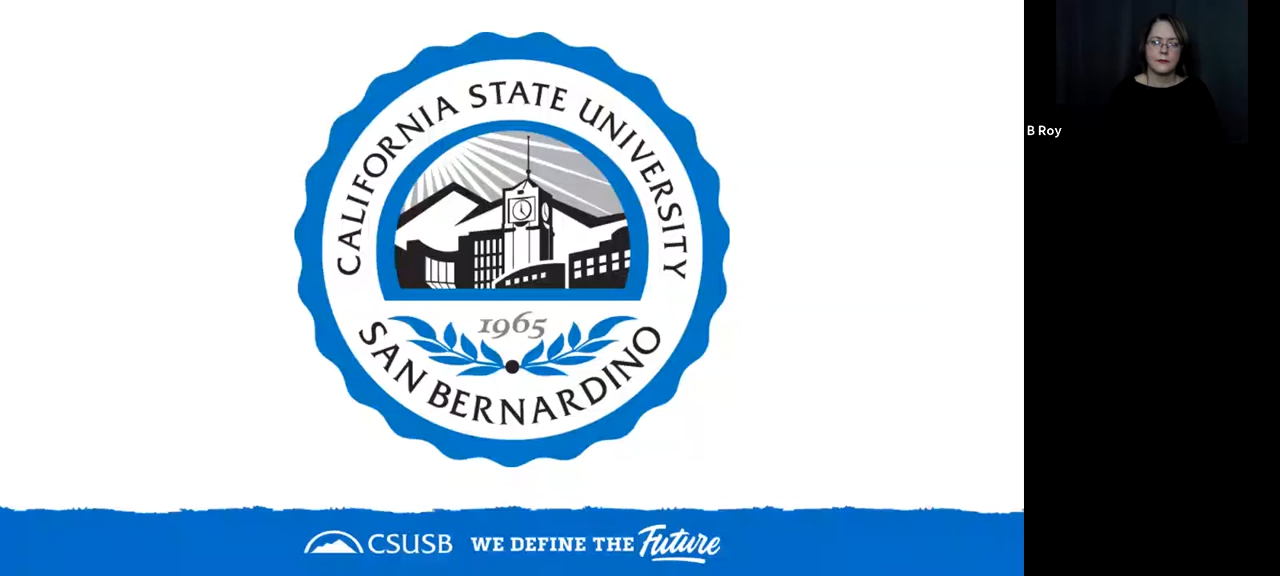 CALIFORNIA STATE UNIVERSITY
1965
SAN BERNARDINO
CSUSB WE DEFINE THE Future
B Roy